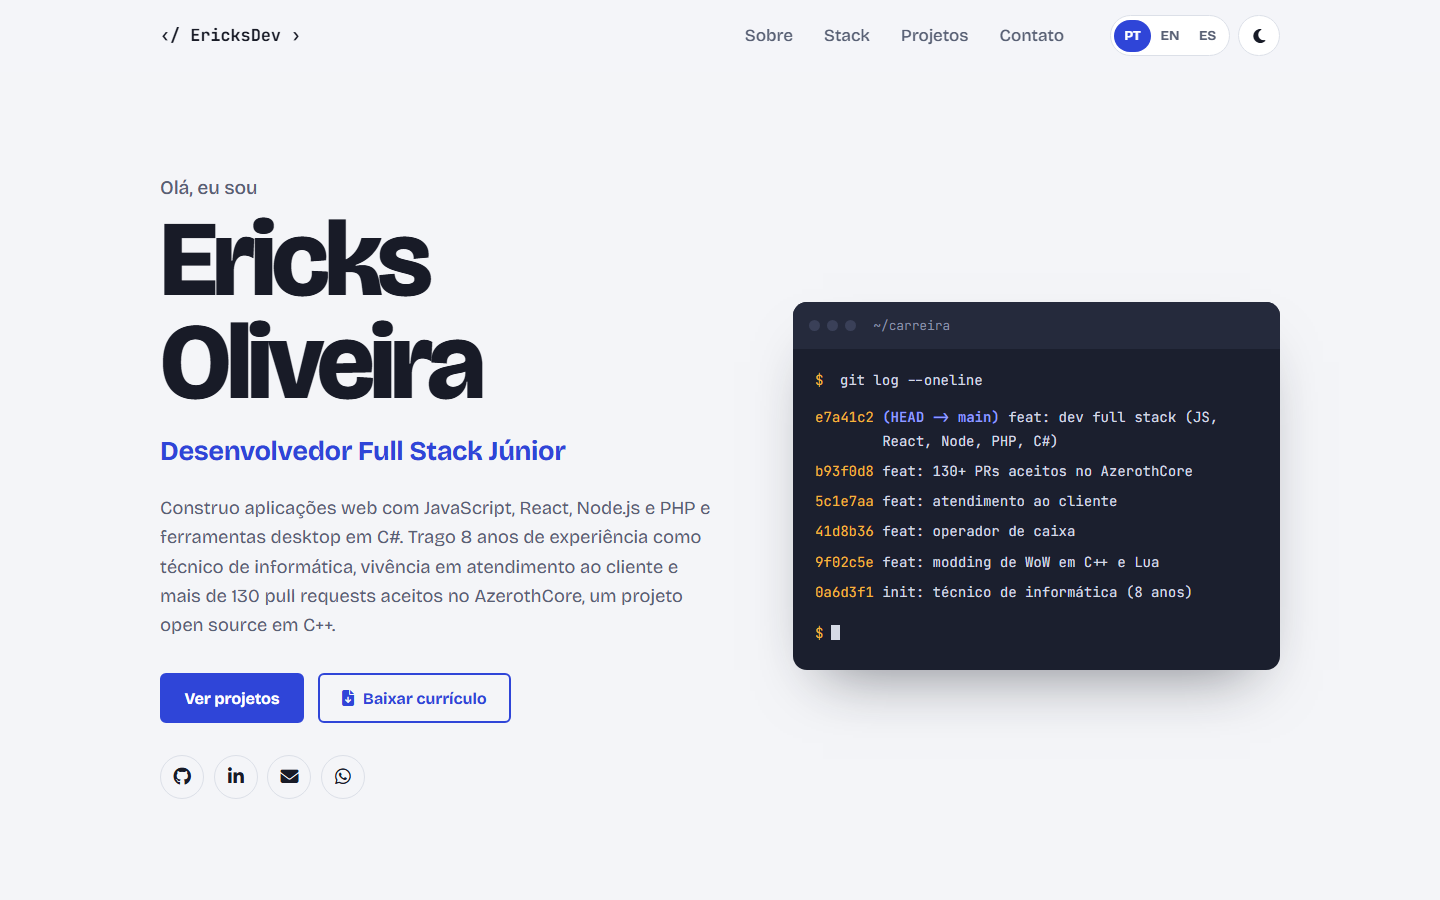 ‹/ EricksDev ›
Sobre Stack Projetos Contato PT EN ES
Olá, eu sou
Ericks
Oliveira
Desenvolvedor Full Stack Júnior
Construo aplicações web com JavaScript, React, Node.js e PHP e
ferramentas desktop em C#. Trago 8 anos de experiência como
técnico de informática, vivência em atendimento ao cliente e
mais de 130 pull requests aceitos no AzerothCore, um projeto
open source em C++.
Ver projetos
Baixar currículo
~/carreira
$ git log --oneline
e7a41c2 (HEAD -> main) feat: dev full stack (JS,
React, Node, PHP, C#)
b93f0d8 feat: 130+ PRs aceitos no AzerothCore
5c1e7aa feat: atendimento ao cliente
41d8b36 feat: operador de caixa
9f02c5e feat: modding de WoW em C++ e Lua
0a6d3f1 init: técnico de informática (8 anos)
$